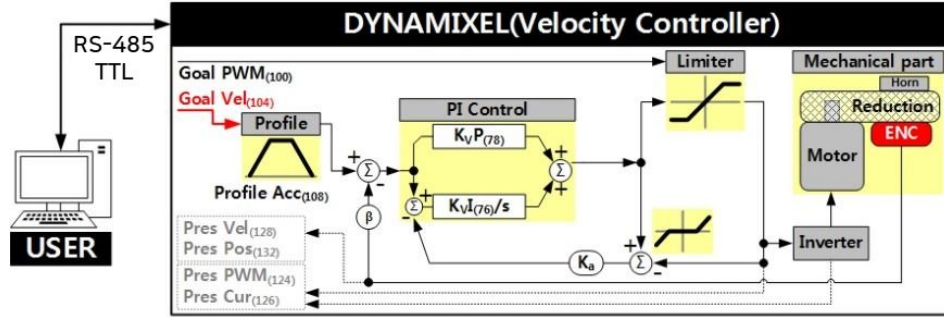 DYNAMIXEL(Velocity Controller)
RS-485
TTL
Goal PWM(100)
Limiter
Mechanical part
Horn
Goal Vel(104)
Reduction
Profile
PI Control
ENC
KVP(78)
Motor
+
Σ
-
+
Σ
+
Profile Acc(108)
Σ
+
-
KVI(76)/s
β
USER
Pres Vel(128)
Pres Pos(132)
Ka
+
Σ
-
Inverter
Pres PWM(124)
Pres Cur(126)